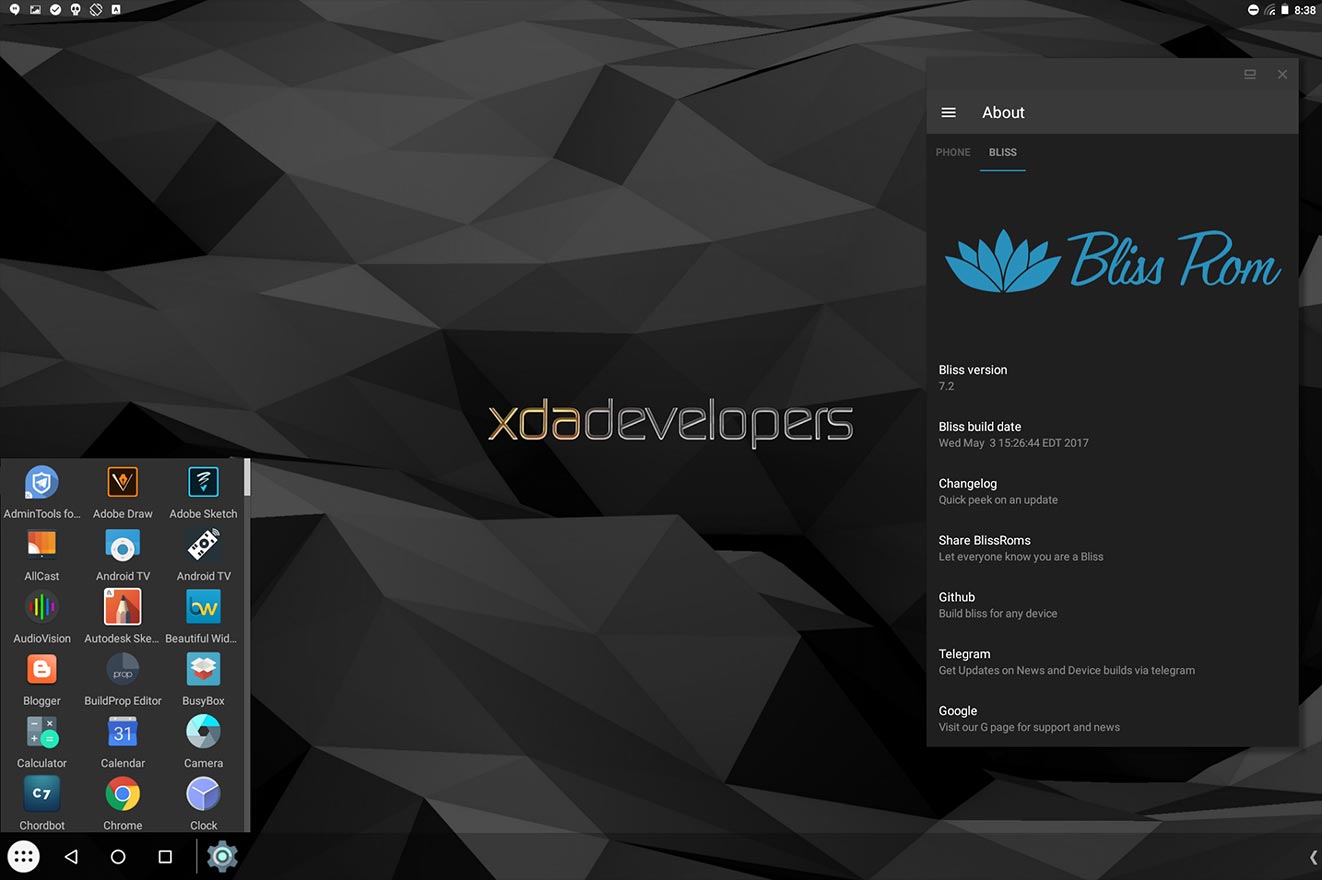 8:38
About
PHONE BLISS
Bliss Rom
Bliss version
7.2
Bliss build date
Wed May 3 15:26:44 EDT 2017
Changelog
Quick peek on an update
Share BlissRoms
Let everyone know you are a Bliss
Github
Build bliss for any device
Telegram
Get Updates on News and Device builds via telegram
Google
Visit our G page for support and news
xdadevelopers
AdminTools fo... Adobe Draw Adobe Sketch
AllCast Android TV Android TV
AudioVision Autodesk Ske... Beautiful Wid...
bw
prop
Blogger BuildProp Editor BusyBox
31
Calculator Calendar Camera
C7
Chordbot Chrome Clock